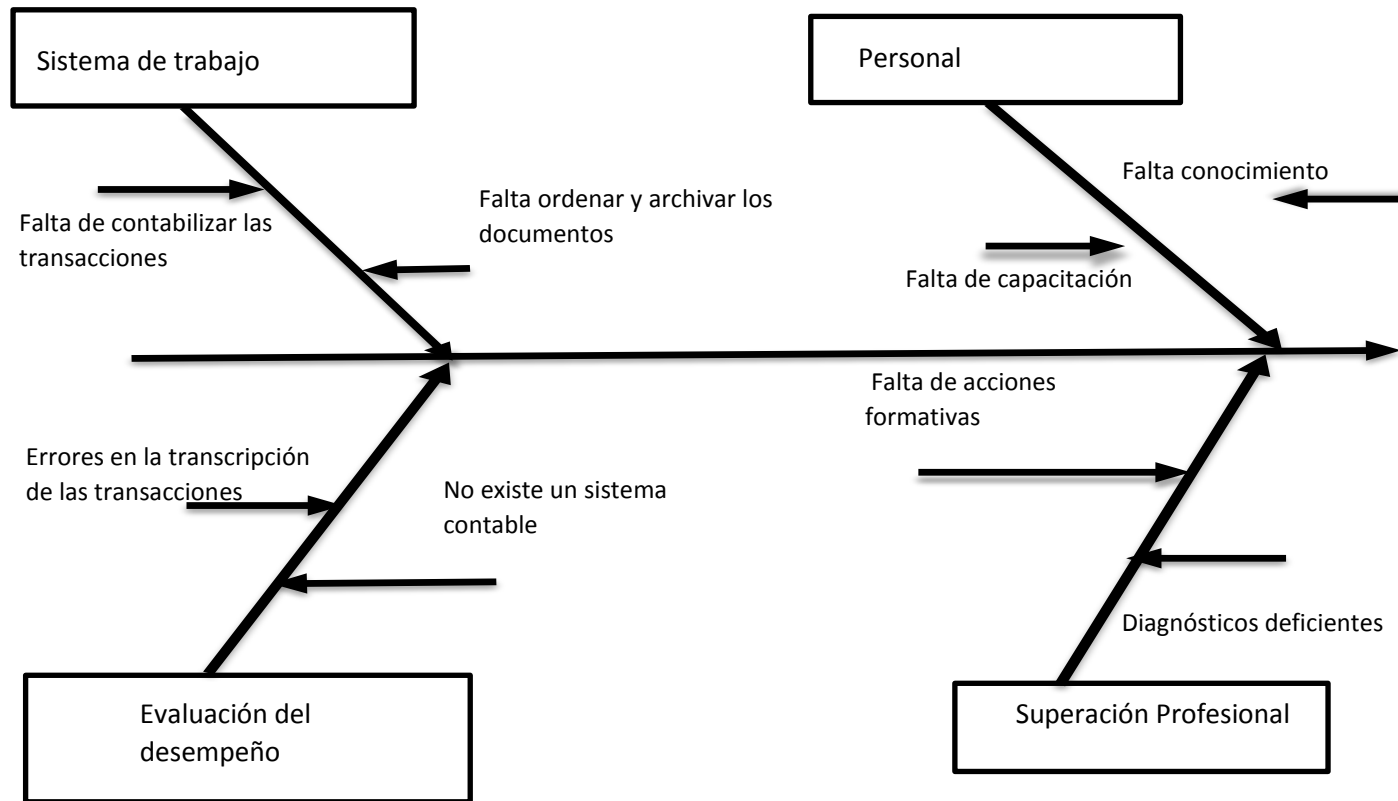 Sistema de trabajo
Personal
Falta conocimiento
Falta ordenar y archivar los
documentos
Falta de contabilizar las
transacciones
Falta de capacitación
Falta de acciones
formativas
Errores en la transcripción
de las transacciones
No existe un sistema
contable
Diagnósticos deficientes
Evaluación del
desempeño
Superación Profesional